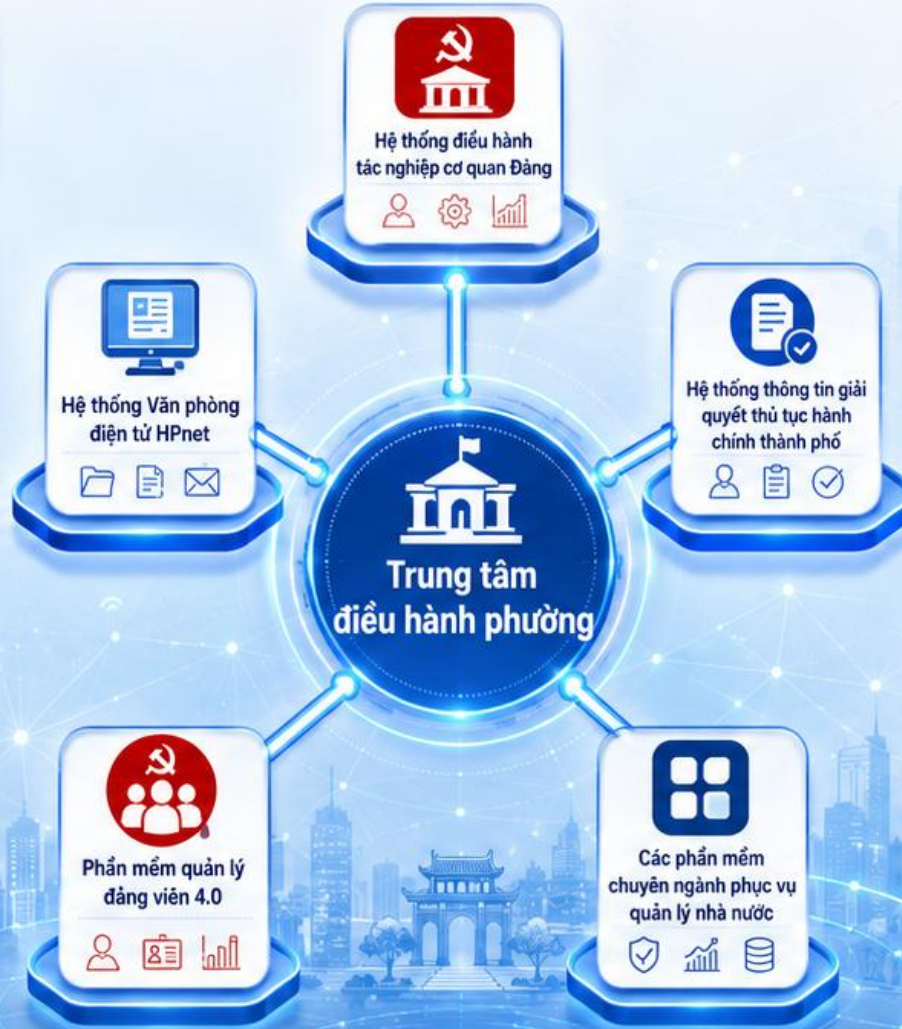 Hệ thống điều hành
tác nghiệp cơ quan Đảng
Hệ thống Văn phòng
điện tử HPnet
Hệ thống thông tin giải
quyết thủ tục hành
chính thành phố
Trung tâm
điều hành phường
Phần mềm quản lý
đảng viên 4.0
Các phần mềm
chuyên ngành phục vụ
quản lý nhà nước